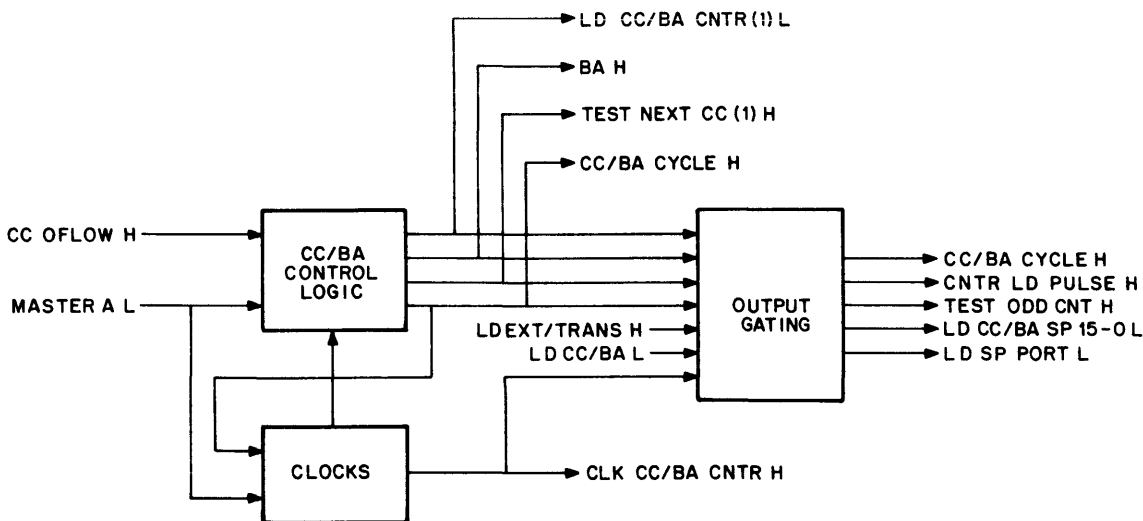 LD CC/BA CNTR(1) L
BA H
TEST NEXT CC (1) H
CC/BA CYCLE H
CC OFLOW H
MASTER A L
CC/BA
CONTROL
LOGIC
LD EXT/TRANS H
LD CC/BA L
OUTPUT
GATING
CC/BA CYCLE H
CNTR LD PULSE H
TEST ODD CNT H
LD CC/BA SP 15-0 L
LD SP PORT L
CLOCKS
CLK CC/BA CNTR H